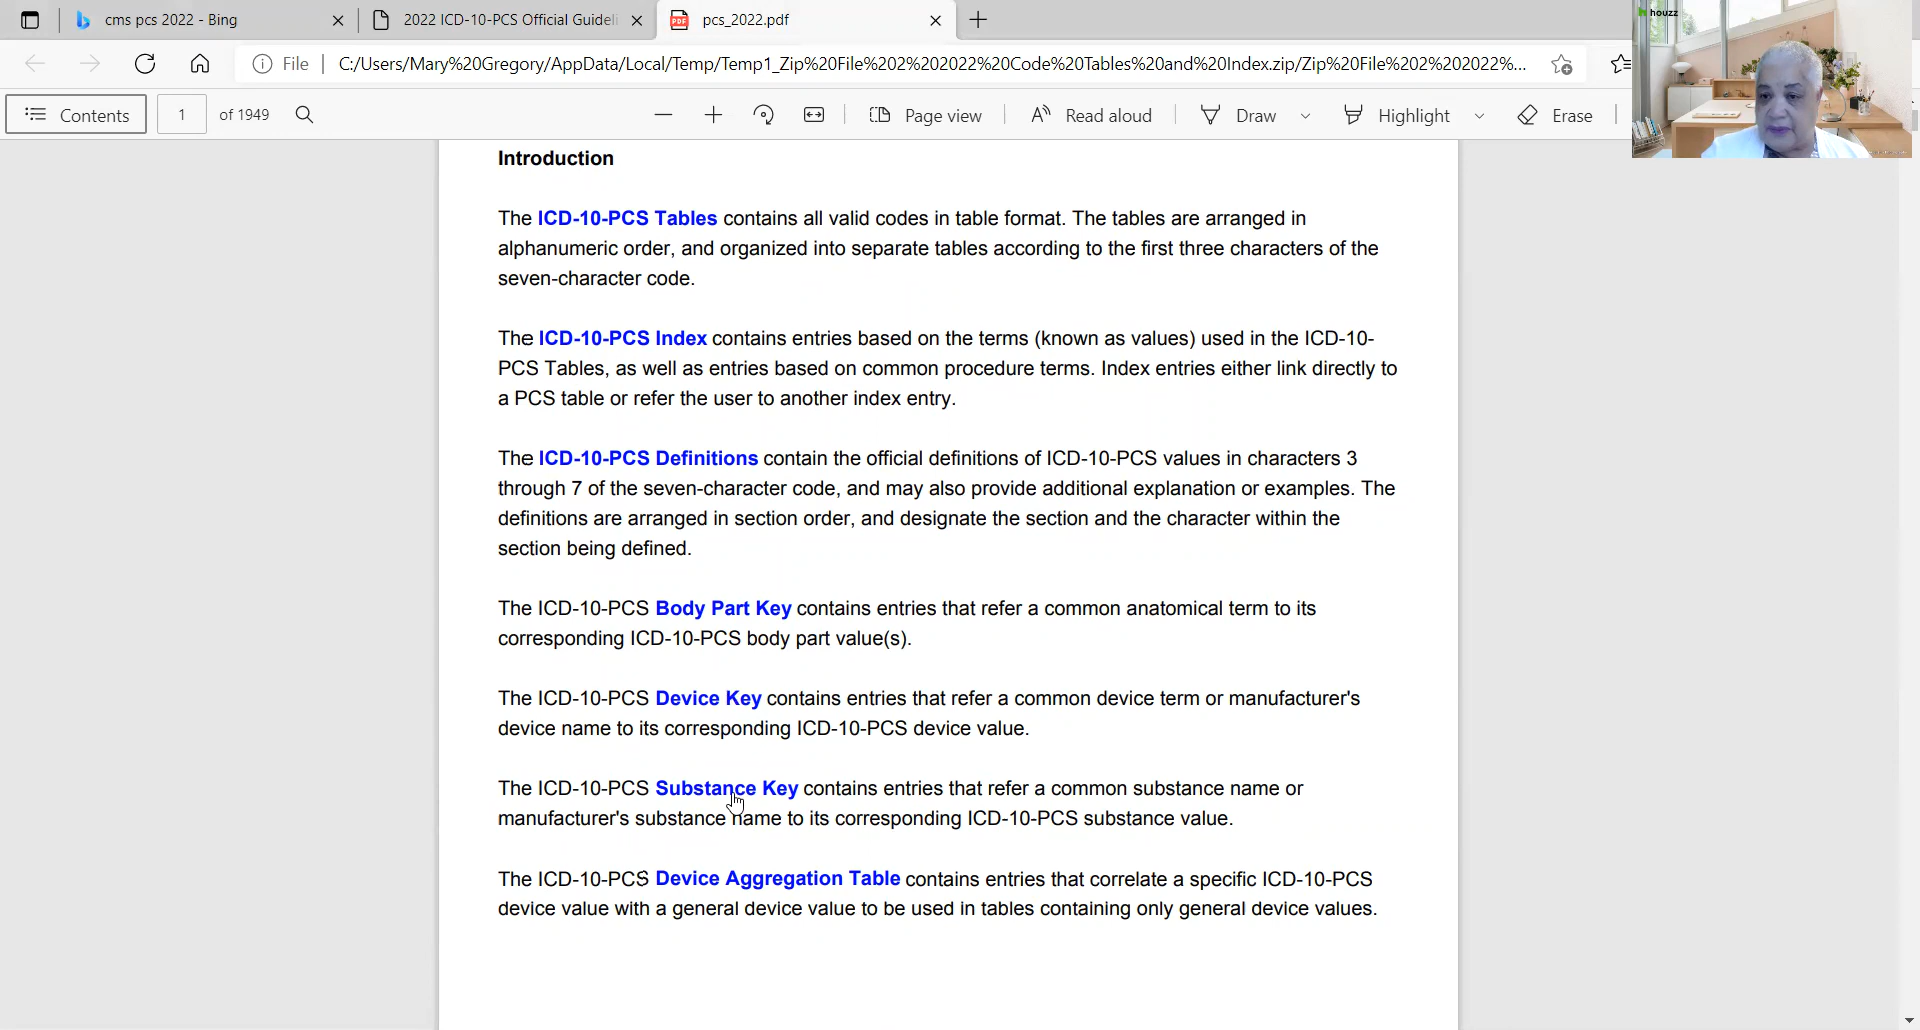 cms pcs 2022 - Bing
2022 ICD-10-PCS Official Guideli
pcs_2022.pdf
File
C:/Users/Mary%20Gregory/AppData/Local/Temp/Temp1_Zip%20File%202%202022%20Code%20Tables%20and%20Index.zip/Zip%20File%202%202022%...
Contents
1
of 1949
Page view
Read aloud
Draw
Highlight
Erase
houzz
Introduction
The ICD-10-PCS Tables contains all valid codes in table format. The tables are arranged in
alphanumeric order, and organized into separate tables according to the first three characters of the
seven-character code.
The ICD-10-PCS Index contains entries based on the terms (known as values) used in the ICD-10-
PCS Tables, as well as entries based on common procedure terms. Index entries either link directly to
a PCS table or refer the user to another index entry.
The ICD-10-PCS Definitions contain the official definitions of ICD-10-PCS values in characters 3
through 7 of the seven-character code, and may also provide additional explanation or examples. The
definitions are arranged in section order, and designate the section and the character within the
section being defined.
The ICD-10-PCS Body Part Key contains entries that refer a common anatomical term to its
corresponding ICD-10-PCS body part value(s).
The ICD-10-PCS Device Key contains entries that refer a common device term or manufacturer's
device name to its corresponding ICD-10-PCS device value.
The ICD-10-PCS Substance Key contains entries that refer a common substance name or
manufacturer's substance name to its corresponding ICD-10-PCS substance value.
The ICD-10-PCS Device Aggregation Table contains entries that correlate a specific ICD-10-PCS
device value with a general device value to be used in tables containing only general device values.